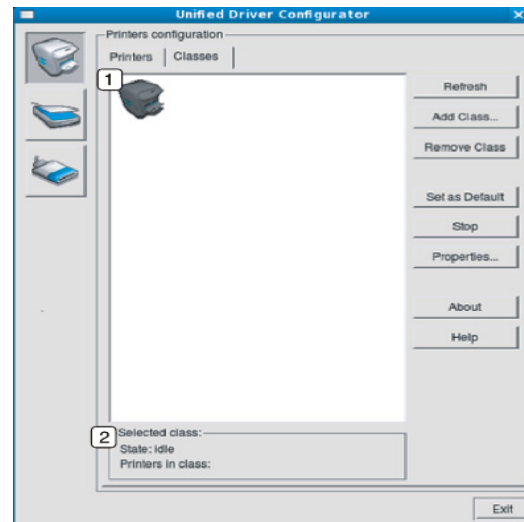 Unified Driver Configurator
Printers configuration
Printers
Classes
1
Refresh
Add Class...
Remove Class
Set as Default
Stop
Properties...
About
Help
2
Selected class:
State: idle
Printers in class:
Exit